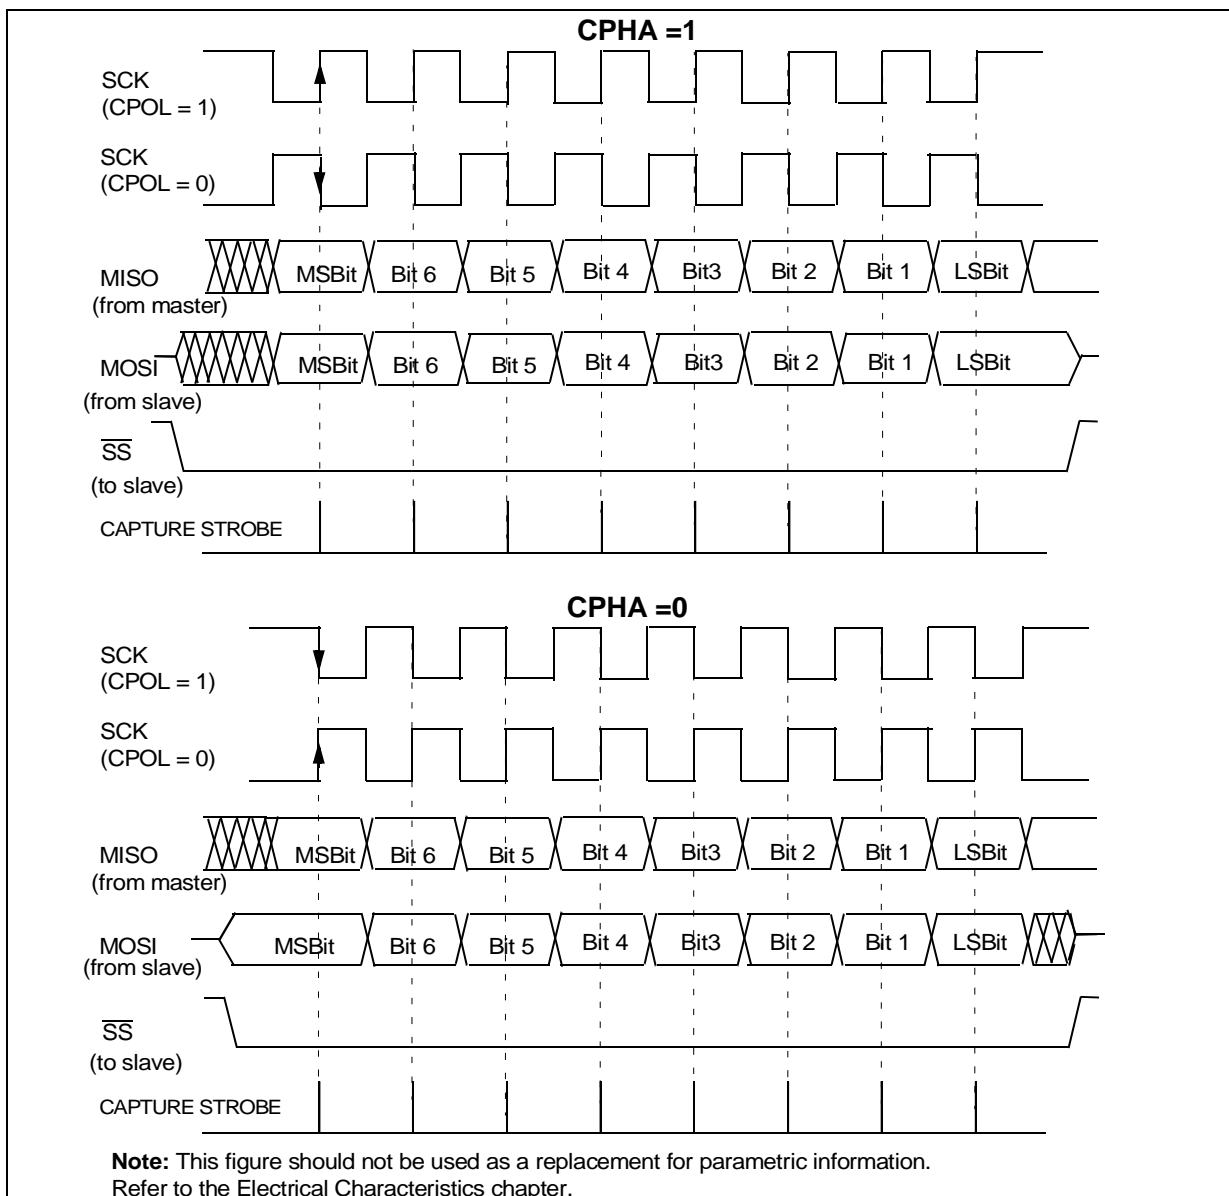 CPHA =1
SCK
(CPOL = 1)
SCK
(CPOL = 0)
MISO
(from master)
MSBit Bit 6 Bit 5 Bit 4 Bit3 Bit 2 Bit 1 LSBit
MOSI
(from slave)
MSBit Bit 6 Bit 5 Bit 4 Bit3 Bit 2 Bit 1 LSBit
SS
(to slave)
CAPTURE STROBE
CPHA =0
SCK
(CPOL = 1)
SCK
(CPOL = 0)
MISO
(from master)
MSBit Bit 6 Bit 5 Bit 4 Bit3 Bit 2 Bit 1 LSBit
MOSI
(from slave)
MSBit Bit 6 Bit 5 Bit 4 Bit3 Bit 2 Bit 1 LSBit
SS
(to slave)
CAPTURE STROBE
Note: This figure should not be used as a replacement for parametric information.
Refer to the Electrical Characteristics chapter.